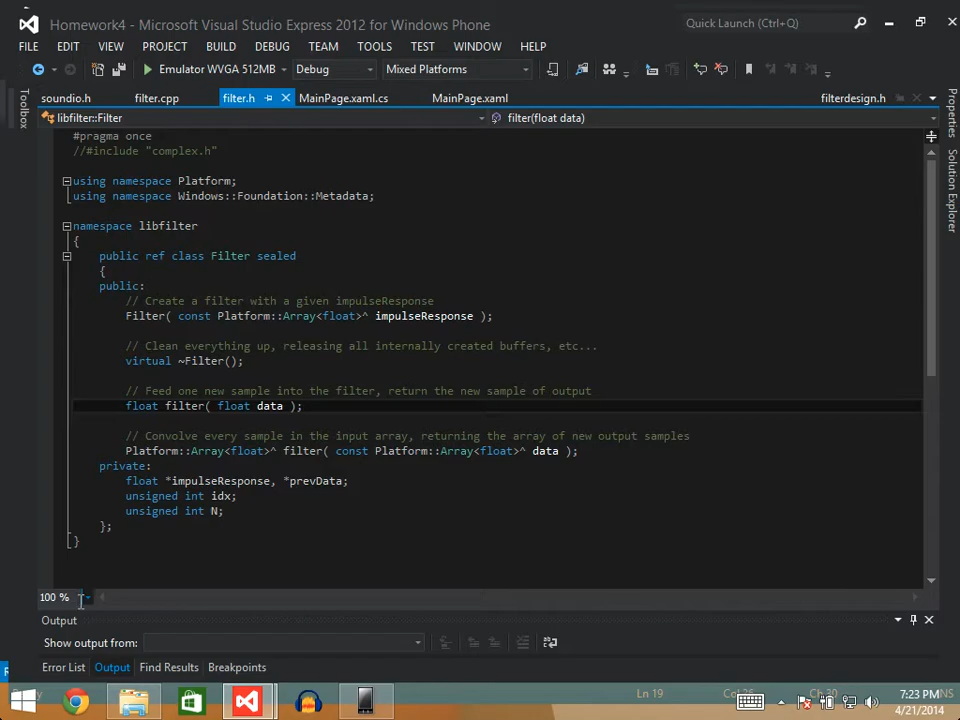 Homework4 - Microsoft Visual Studio Express 2012 for Windows Phone
Quick Launch (Ctrl+Q)
FILE EDIT VIEW PROJECT BUILD DEBUG TEAM TOOLS TEST WINDOW HELP
Emulator WVGA 512MB Debug Mixed Platforms
Toolbox
soundio.h filter.cpp filter.h MainPage.xaml.cs MainPage.xaml filterdesign.h
libfilter::Filter filter(float data)
Properties
Solution Explorer
#pragma once
//#include "complex.h"
using namespace Platform;
using namespace Windows::Foundation::Metadata;
namespace libfilter
{
public ref class Filter sealed
{
public:
// Create a filter with a given impulseResponse
Filter( const Platform::Array<float>^ impulseResponse );
// Clean everything up, releasing all internally created buffers, etc...
virtual ~Filter();
// Feed one new sample into the filter, return the new sample of output
float filter( float data );
// Convolve every sample in the input array, returning the array of new output samples
Platform::Array<float>^ filter( const Platform::Array<float>^ data );
private:
float *impulseResponse, *prevData;
unsigned int idx;
unsigned int N;
};
}
100 %
Output
Show output from:
Error List Output Find Results Breakpoints
Ln 19
7:23 PM
4/21/2014